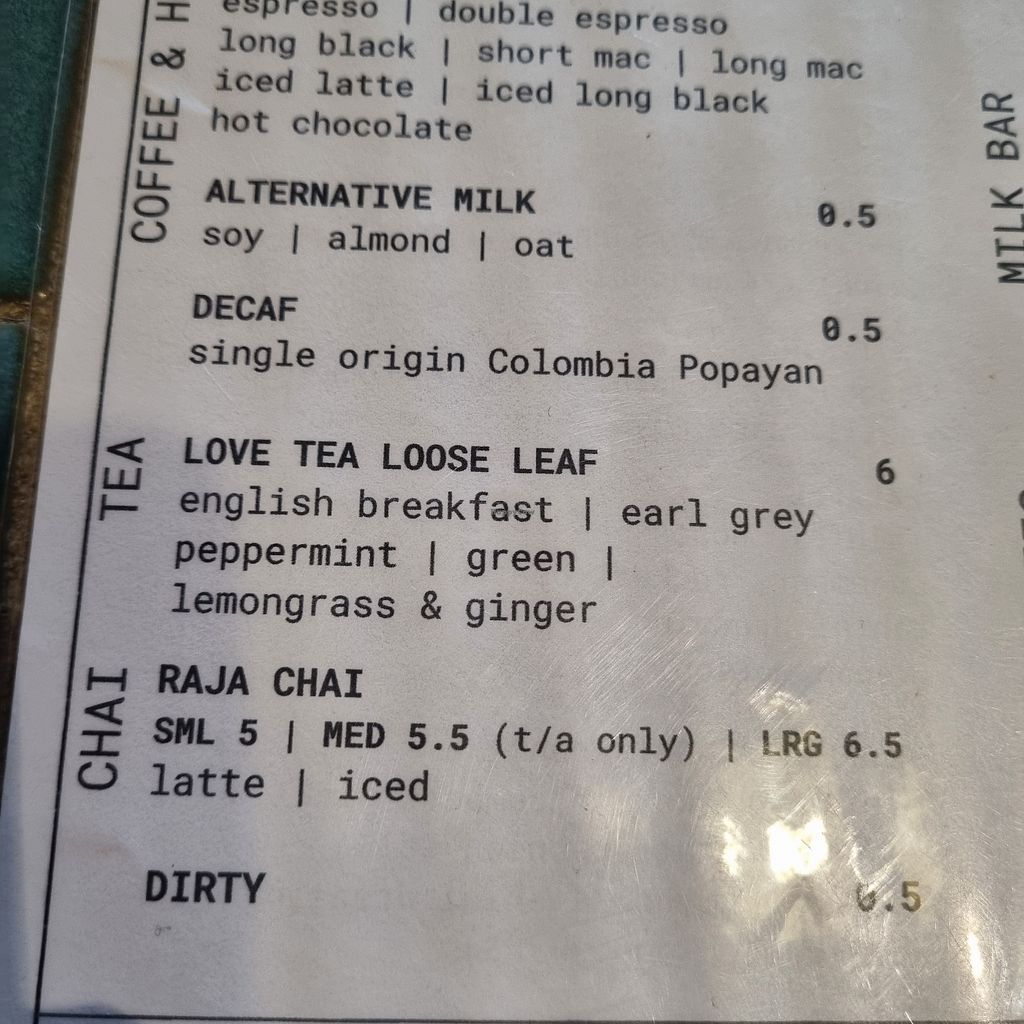 COFFEE & H
espresso | double espresso
long black | short mac | long mac
iced latte | iced long black
hot chocolate
ALTERNATIVE MILK 0.5
soy | almond | oat
DECAF 0.5
single origin Colombia Popayan
TEA
LOVE TEA LOOSE LEAF 6
english breakfast | earl grey
peppermint | green |
lemongrass & ginger
CHAI
RAJA CHAI
SML 5 | MED 5.5 (t/a only) | LRG 6.5
latte | iced
DIRTY 0.5
MILK BAR